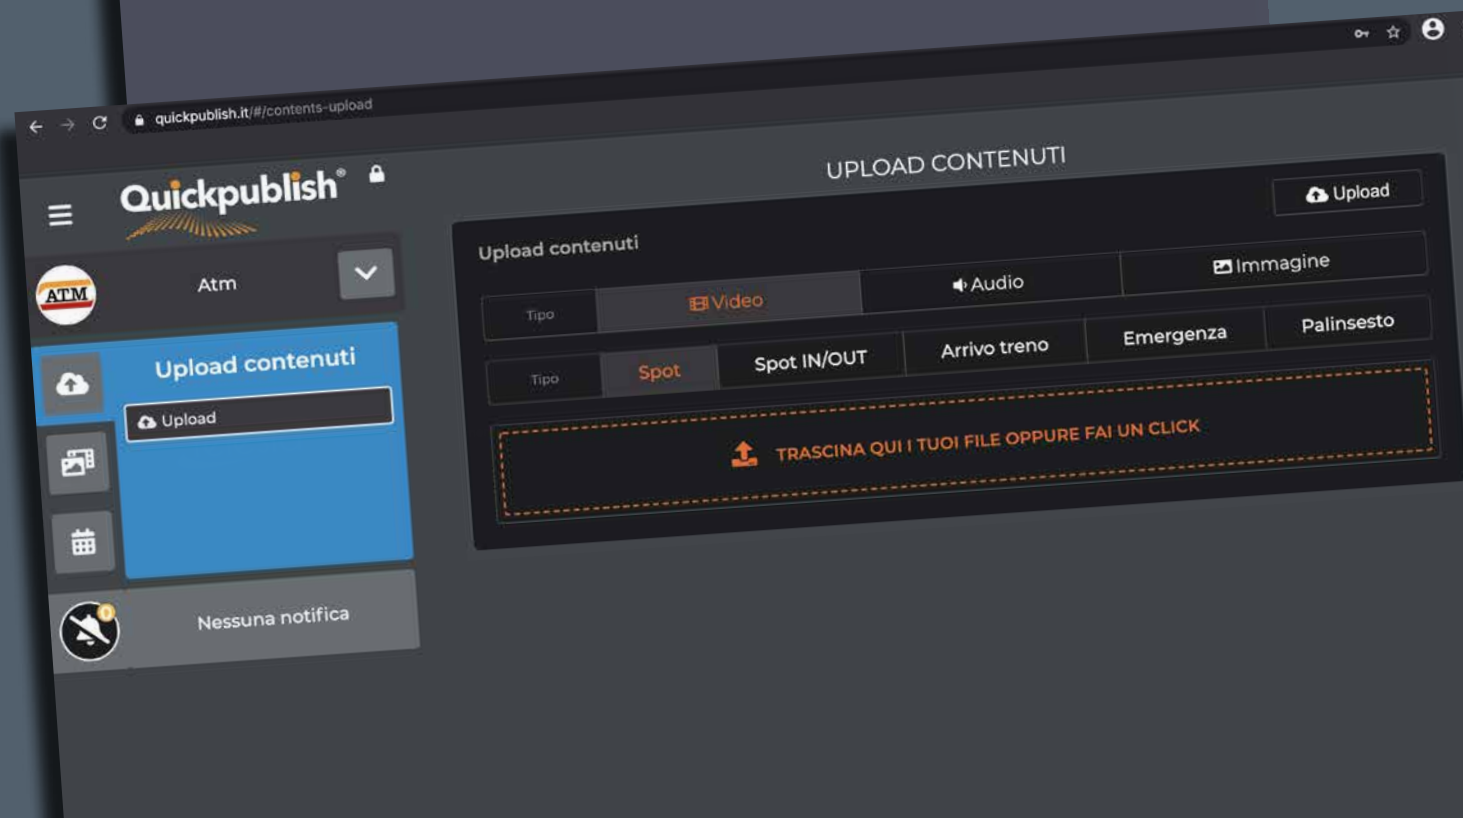 quickpublish.it/#/contents-upload
Quickpublish®
UPLOAD CONTENUTI
Upload
ATM
Atm
Upload contenuti
Tipo
Video
Audio
Immagine
Tipo
Spot
Spot IN/OUT
Arrivo treno
Emergenza
Palinsesto
TRASCINA QUI I TUOI FILE OPPURE FAI UN CLICK
Upload contenuti
Upload
0
Nessuna notifica